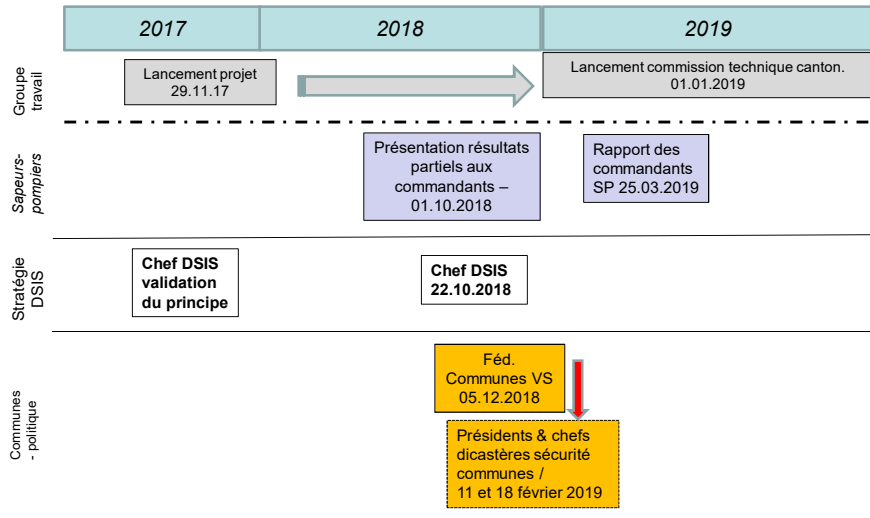 2017
2018
2019
Groupe
travail
Lancement projet
29.11.17
Lancement commission technique canton.
01.01.2019
Sapeurs-
pompiers
Présentation résultats
partiels aux
commandants –
01.10.2018
Rapport des
commandants
SP 25.03.2019
Stratégie
DSIS
Chef DSIS
validation
du principe
Chef DSIS
22.10.2018
Communes
- politique
Féd.
Communes VS
05.12.2018
Présidents & chefs
dicastères sécurité
communes /
11 et 18 février 2019